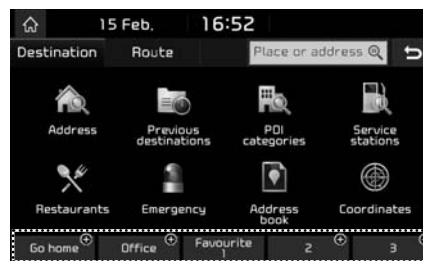 15 Feb. 16:52
Destination Route Place or address
Address Previous destinations POI categories Service stations
Restaurants Emergency Address book Coordinates
Go home Office Favourite 1 2 3